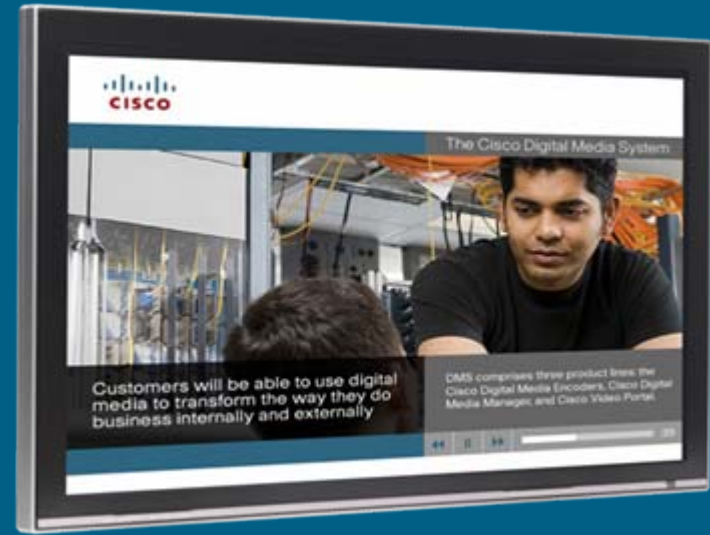 CISCO
The Cisco Digital Media System
Customers will be able to use digital
media to transform the way they do
business internally and externally
DMS comprises three product lines: the
Cisco Digital Media Encoders, Cisco Digital
Media Manager, and Cisco Video Portal.